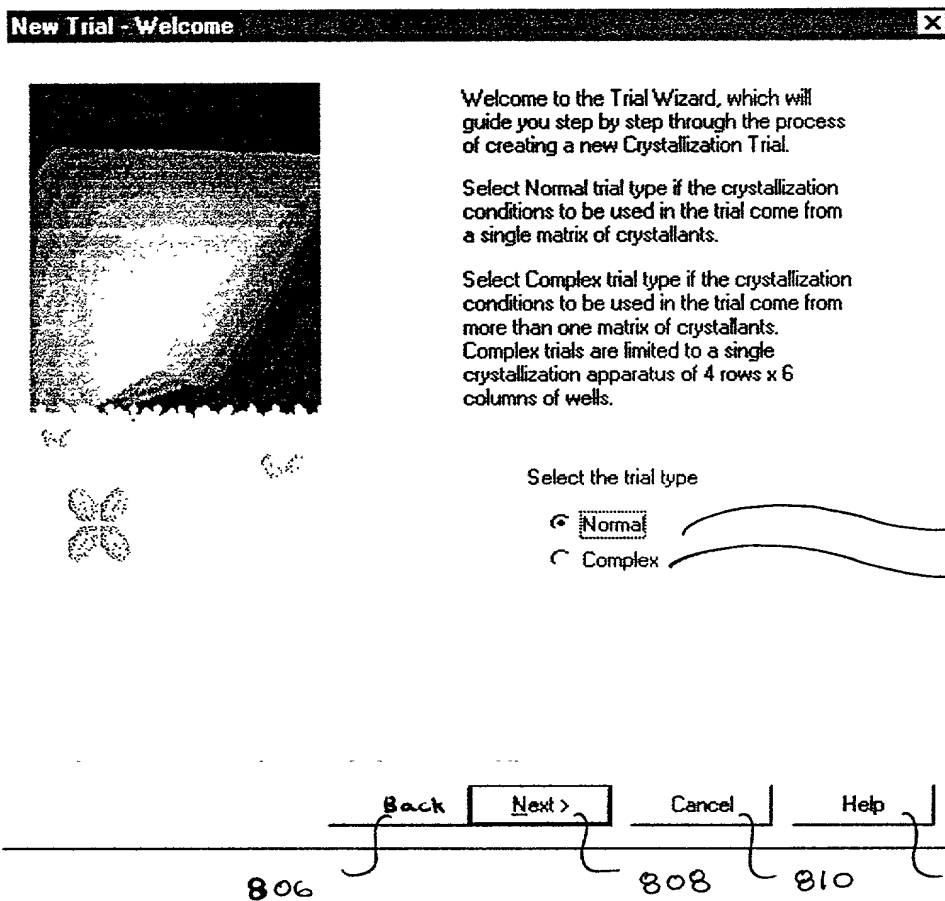 New Trial - Welcome
Welcome to the Trial Wizard, which will
guide you step by step through the process
of creating a new Crystallization Trial.
Select Normal trial type if the crystallization
conditions to be used in the trial come from
a single matrix of crystallants.
Select Complex trial type if the crystallization
conditions to be used in the trial come from
more than one matrix of crystallants.
Complex trials are limited to a single
crystallization apparatus of 4 rows x 6
columns of wells.
Select the trial type
Normal
Complex
Back Next > Cancel Help
806 808 810